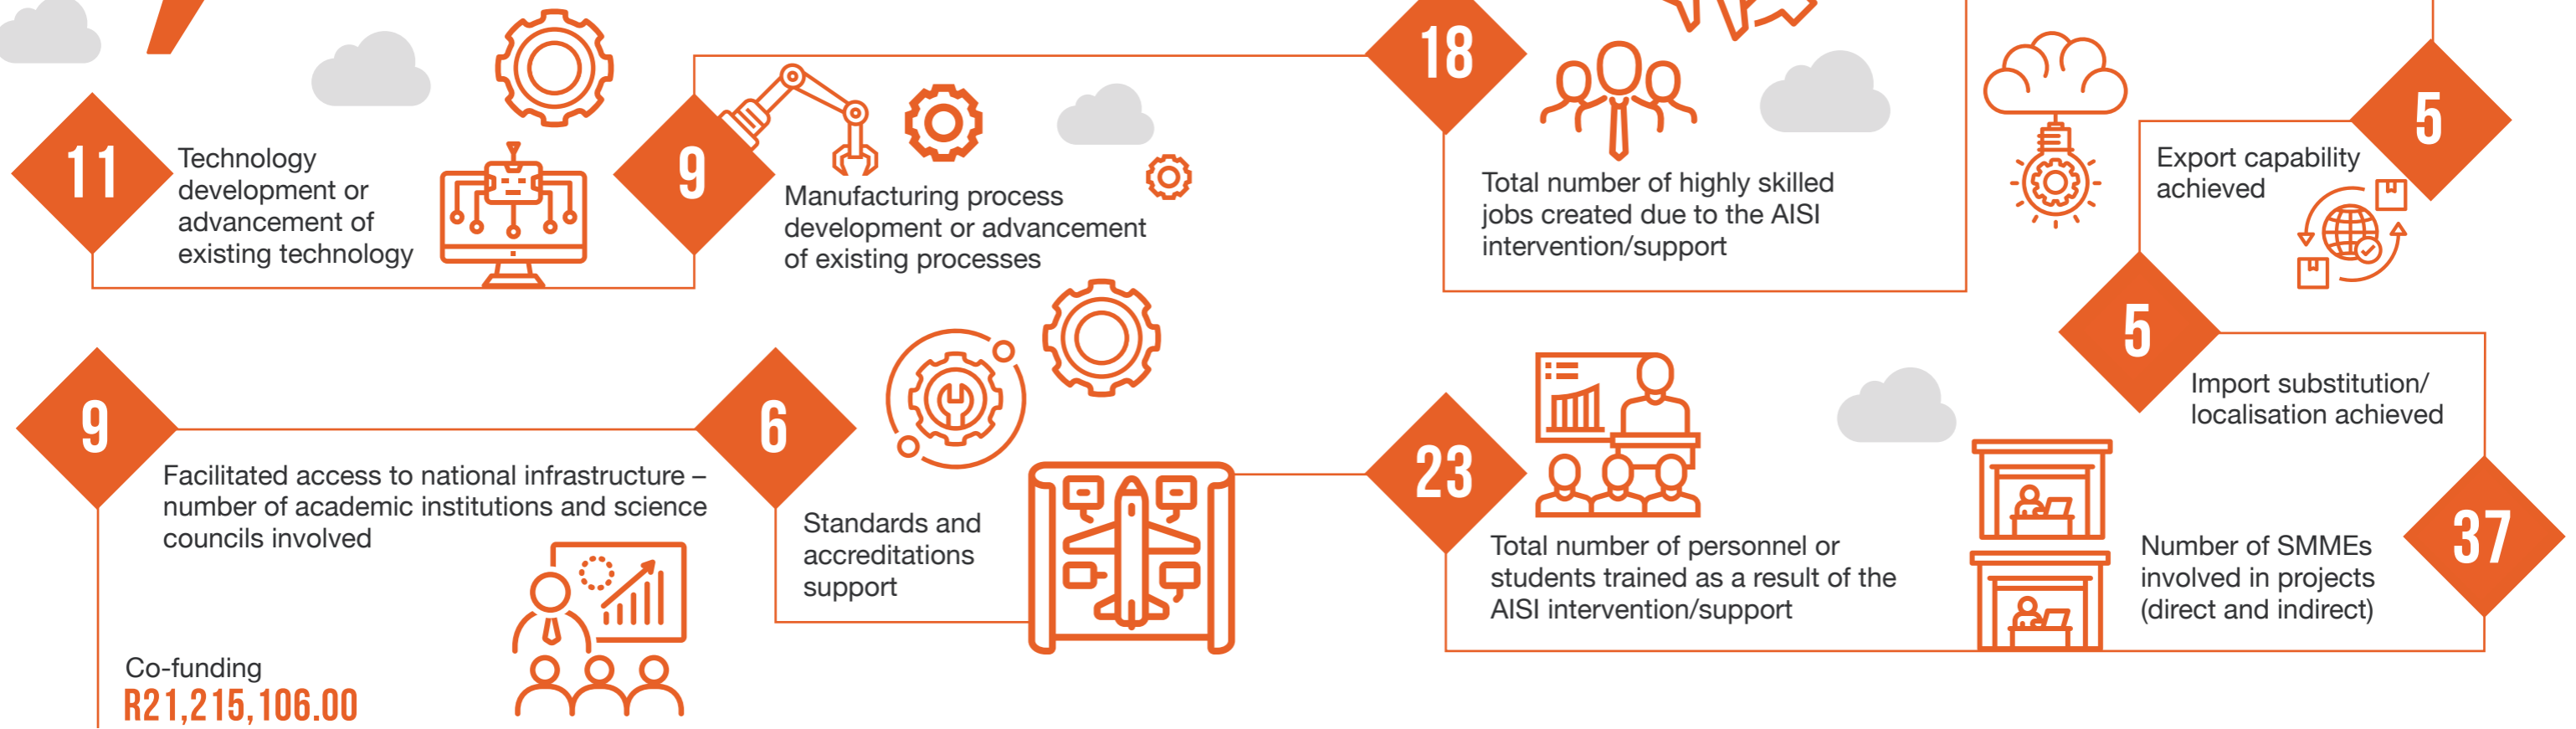 11
Technology
development or
advancement of
existing technology
9
Manufacturing process
development or advancement
of existing processes
18
Total number of highly skilled
jobs created due to the AISI
intervention/support
5
Export capability
achieved
5
Import substitution/
localisation achieved
37
Number of SMMEs
involved in projects
(direct and indirect)
23
Total number of personnel or
students trained as a result of the
AISI intervention/support
6
Standards and
accreditations
support
9
Facilitated access to national infrastructure –
number of academic institutions and science
councils involved
Co-funding
R21,215,106.00